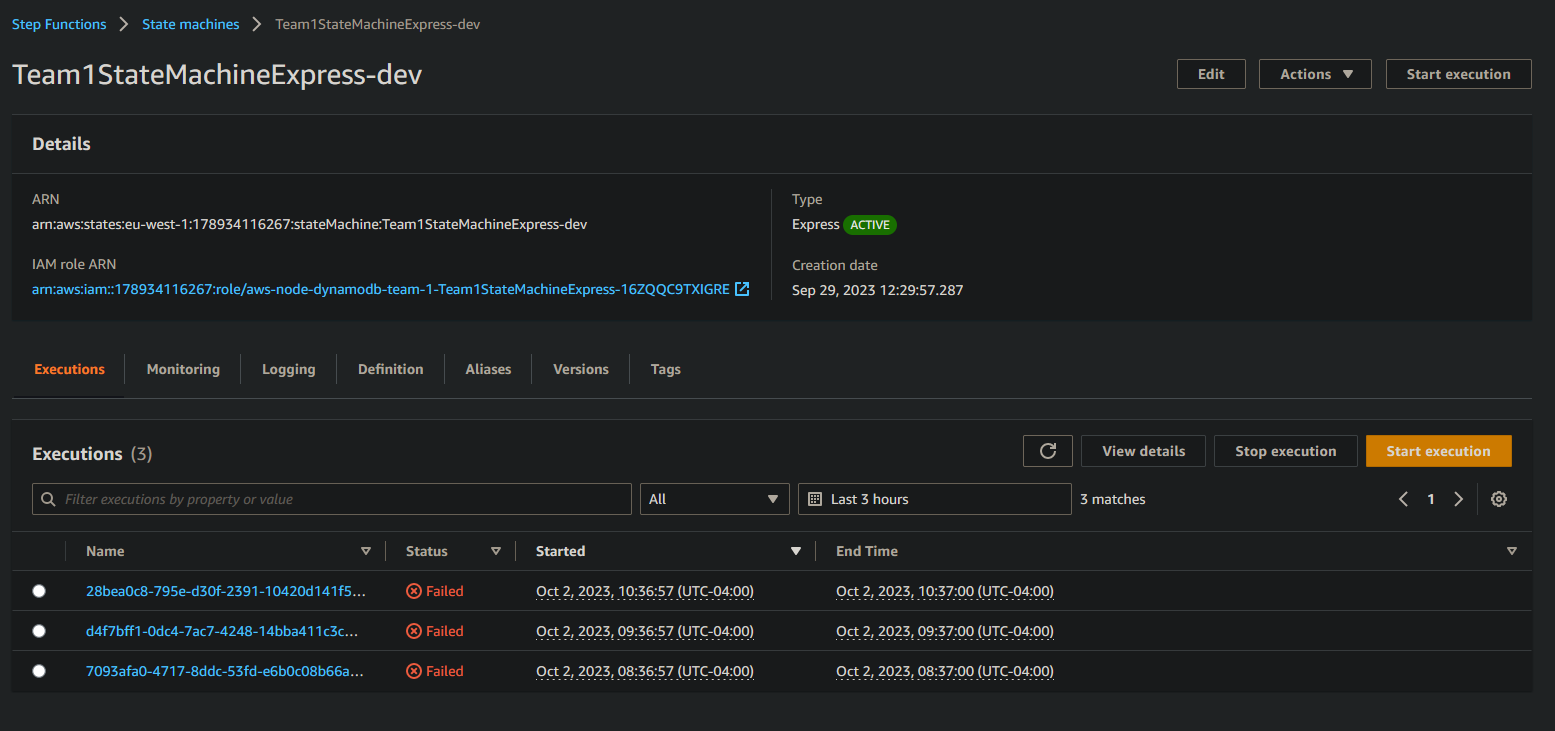 Step Functions > State machines > Team1StateMachineExpress-dev
Team1StateMachineExpress-dev
Edit
Actions
Start execution
Details
ARN
arn:aws:states:eu-west-1:178934116267:stateMachine:Team1StateMachineExpress-dev
IAM role ARN
arn:aws:iam::178934116267:role/aws-node-dynamodb-team-1-Team1StateMachineExpress-16ZQQC9TXIGRE
Type
Express ACTIVE
Creation date
Sep 29, 2023 12:29:57.287
Executions Monitoring Logging Definition Aliases Versions Tags
Executions (3)
View details
Stop execution
Start execution
Filter executions by property or value
All
Last 3 hours
3 matches
1
Name Status Started End Time
28bea0c8-795e-d30f-2391-10420d141f5... Failed Oct 2, 2023, 10:36:57 (UTC-04:00) Oct 2, 2023, 10:37:00 (UTC-04:00)
d4f7bff1-0dc4-7ac7-4248-14bba411c3c... Failed Oct 2, 2023, 09:36:57 (UTC-04:00) Oct 2, 2023, 09:37:00 (UTC-04:00)
7093afa0-4717-8ddc-53fd-e6b0c08b66a... Failed Oct 2, 2023, 08:36:57 (UTC-04:00) Oct 2, 2023, 08:37:00 (UTC-04:00)